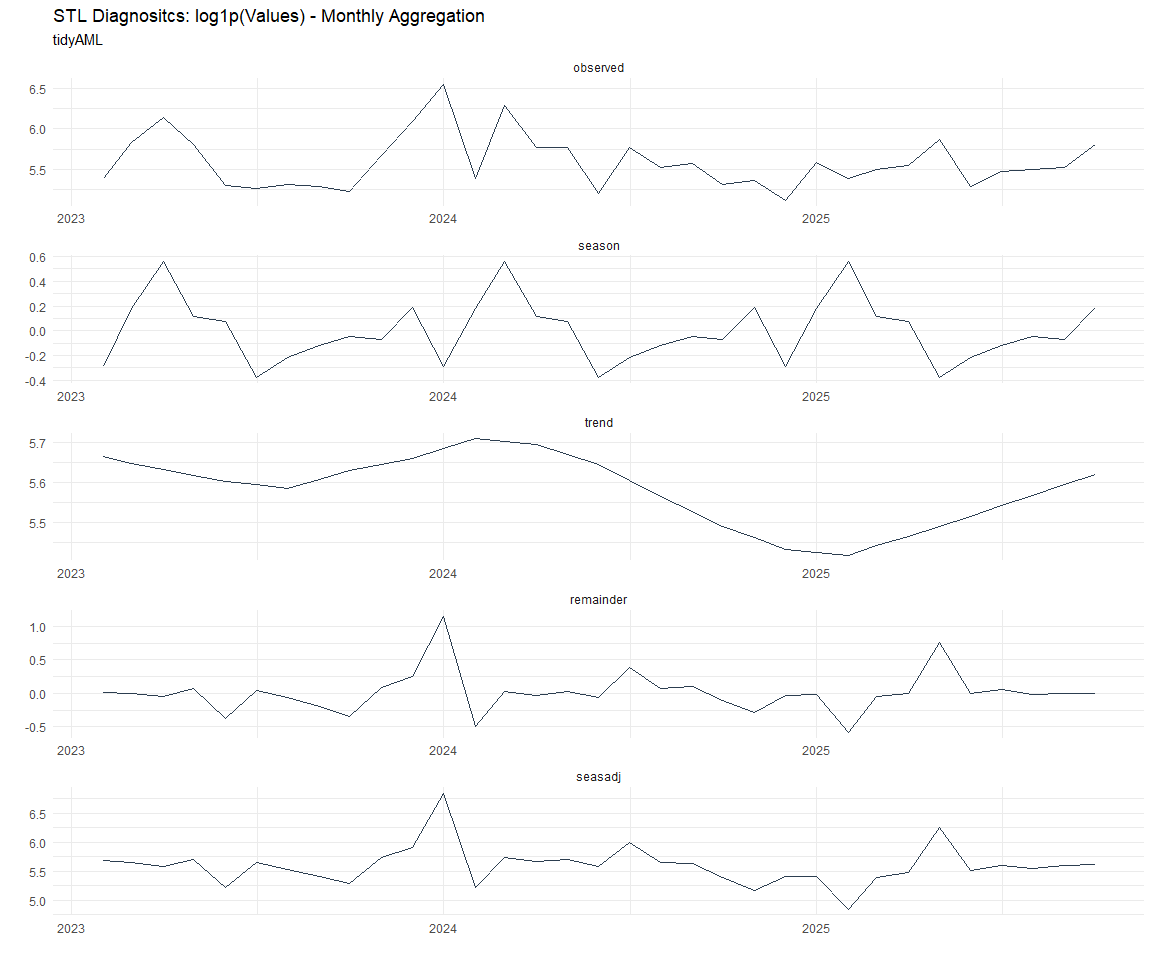 STL Diagnositcs: log1p(Values) - Monthly Aggregation
tidyAML
observed
6.5
6.0
5.5
2023 2024 2025
season
0.6
0.4
0.2
0.0
-0.2
-0.4
2023 2024 2025
trend
5.7
5.6
5.5
2023 2024 2025
remainder
1.0
0.5
0.0
-0.5
2023 2024 2025
seasadj
6.5
6.0
5.5
5.0
2023 2024 2025